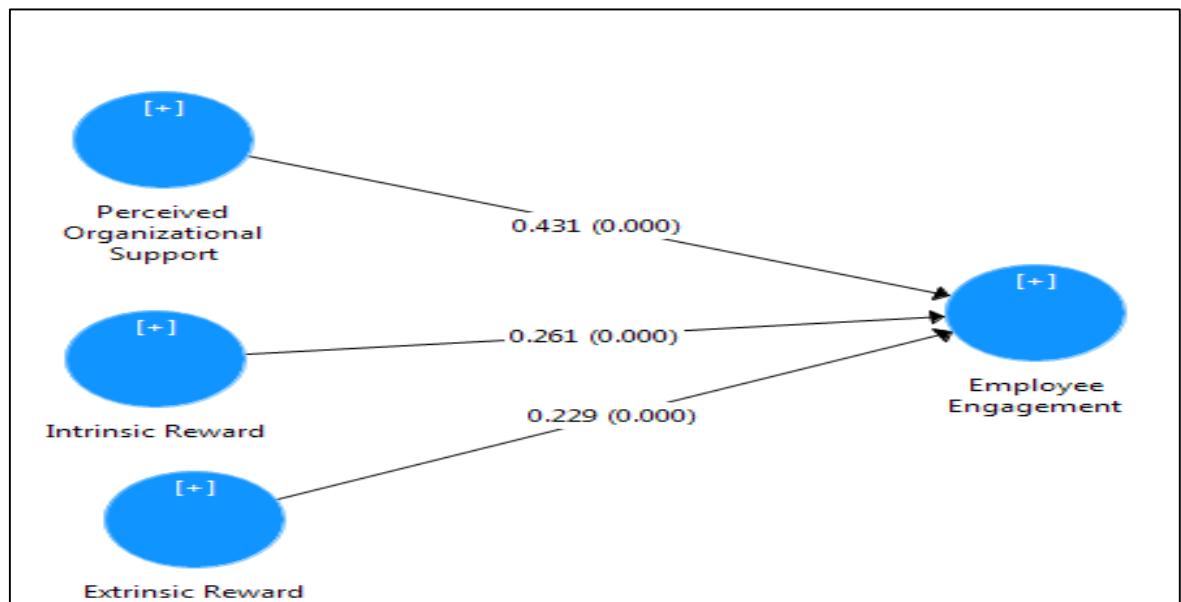 [+]
Perceived
Organizational
Support
0.431 (0.000)
[+]
Employee
Engagement
[+]
Intrinsic Reward
0.261 (0.000)
0.229 (0.000)
[+]
Extrinsic Reward